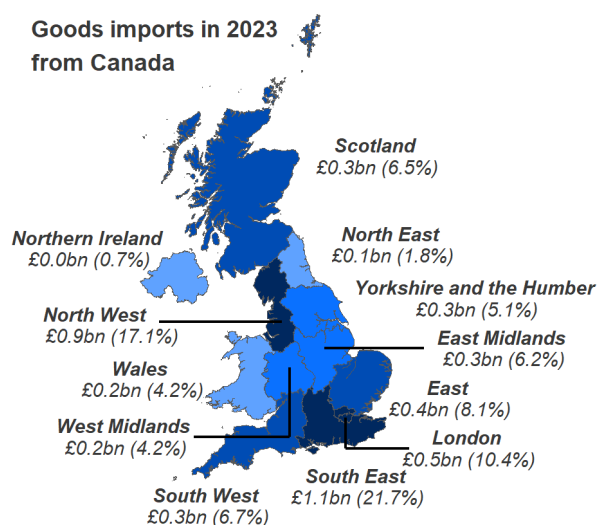 Goods imports in 2023
from Canada
Scotland
£0.3bn (6.5%)
Northern Ireland
£0.0bn (0.7%)
North East
£0.1bn (1.8%)
Yorkshire and the Humber
£0.3bn (5.1%)
North West
£0.9bn (17.1%)
East Midlands
£0.3bn (6.2%)
Wales
£0.2bn (4.2%)
East
£0.4bn (8.1%)
West Midlands
£0.2bn (4.2%)
London
£0.5bn (10.4%)
South East
£1.1bn (21.7%)
South West
£0.3bn (6.7%)